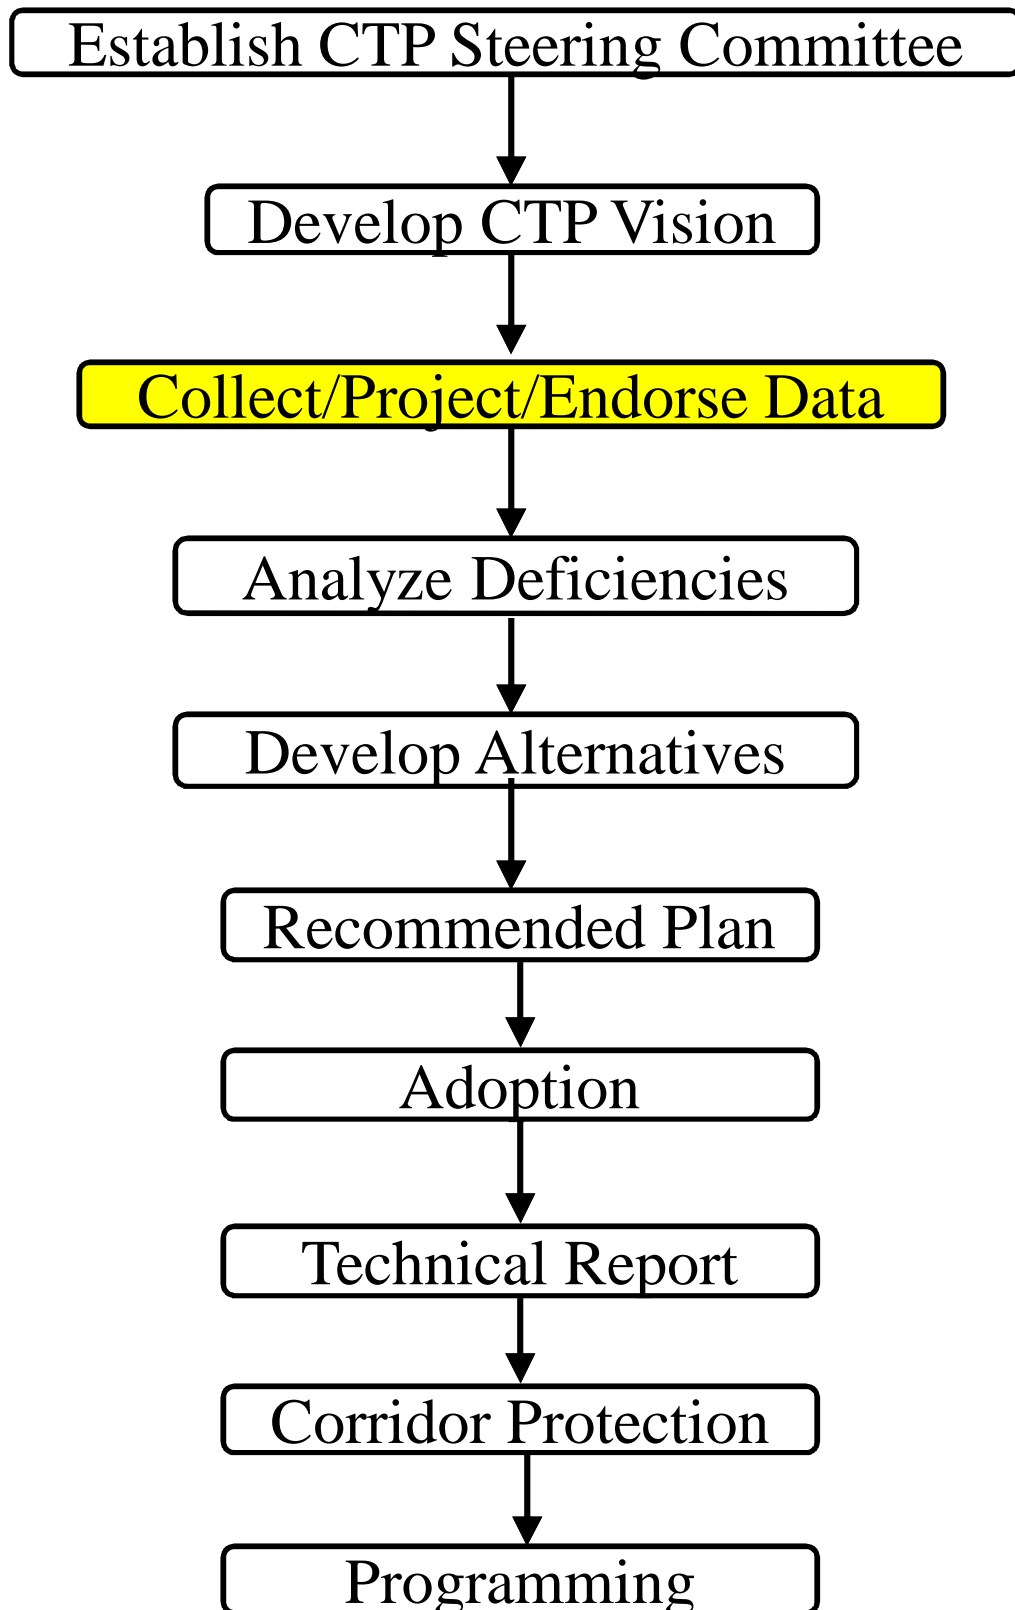 Establish CTP Steering Committee
Develop CTP Vision
Collect/Project/Endorse Data
Analyze Deficiencies
Develop Alternatives
Recommended Plan
Adoption
Technical Report
Corridor Protection
Programming